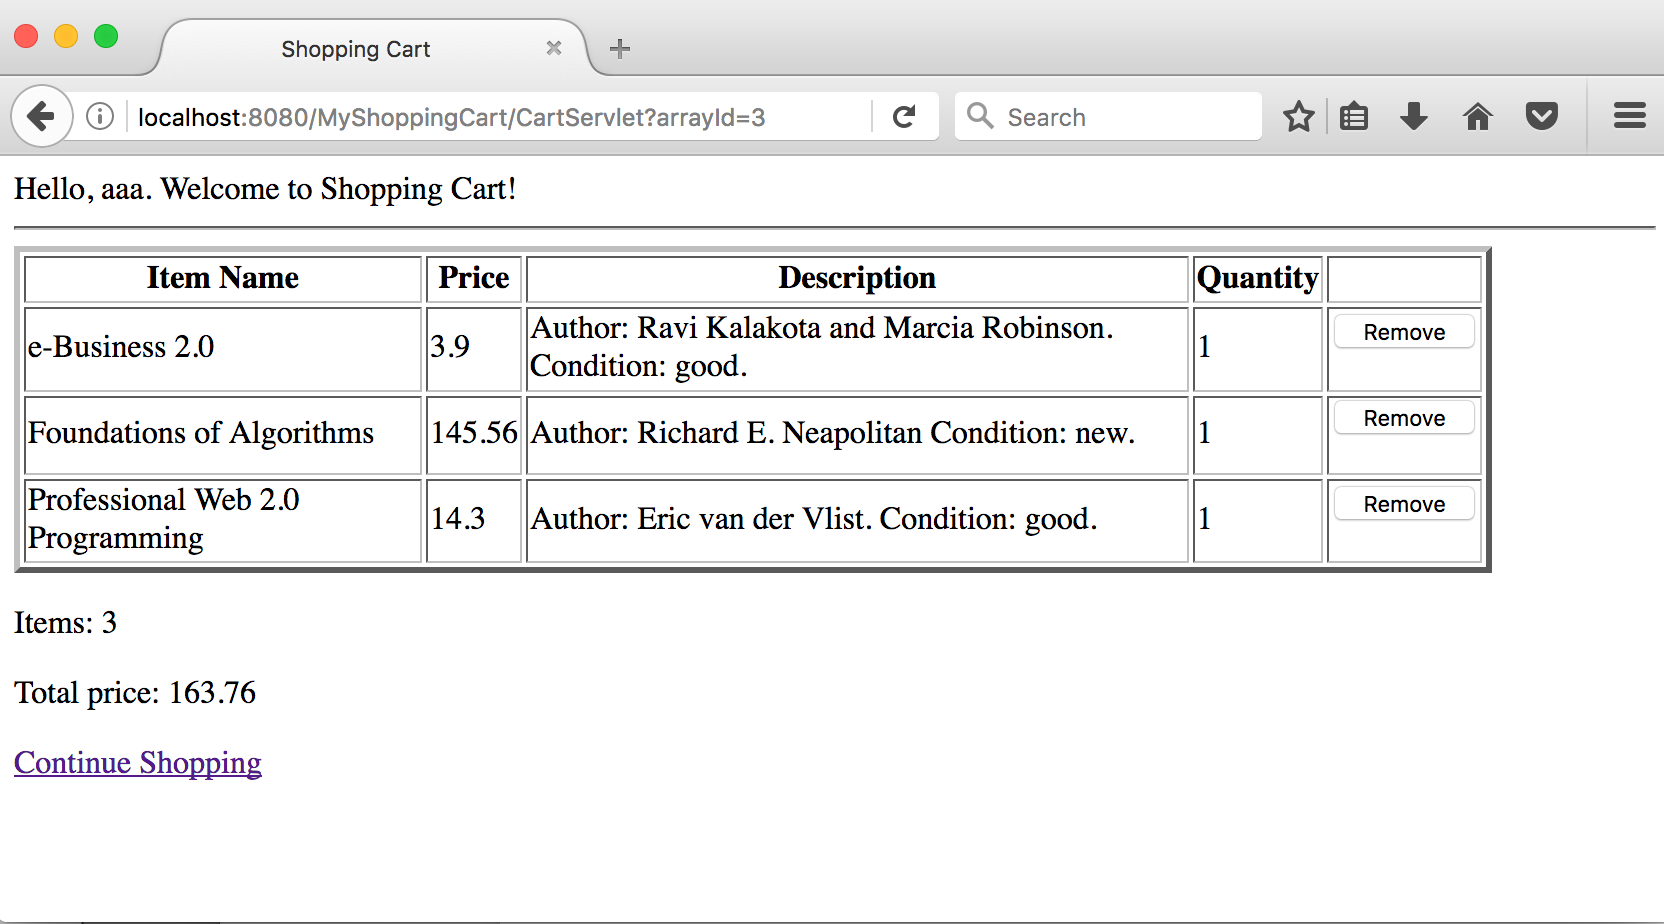 Shopping Cart
localhost:8080/MyShoppingCart/CartServlet?arrayId=3
Search
Hello, aaa. Welcome to Shopping Cart!
Item Name Price Description Quantity
e-Business 2.0 3.9 Author: Ravi Kalakota and Marcia Robinson. 1 Remove
Condition: good.
Foundations of Algorithms 145.56 Author: Richard E. Neapolitan Condition: new. 1 Remove
Professional Web 2.0 14.3 Author: Eric van der Vlist. Condition: good. 1 Remove
Programming
Items: 3
Total price: 163.76
Continue Shopping